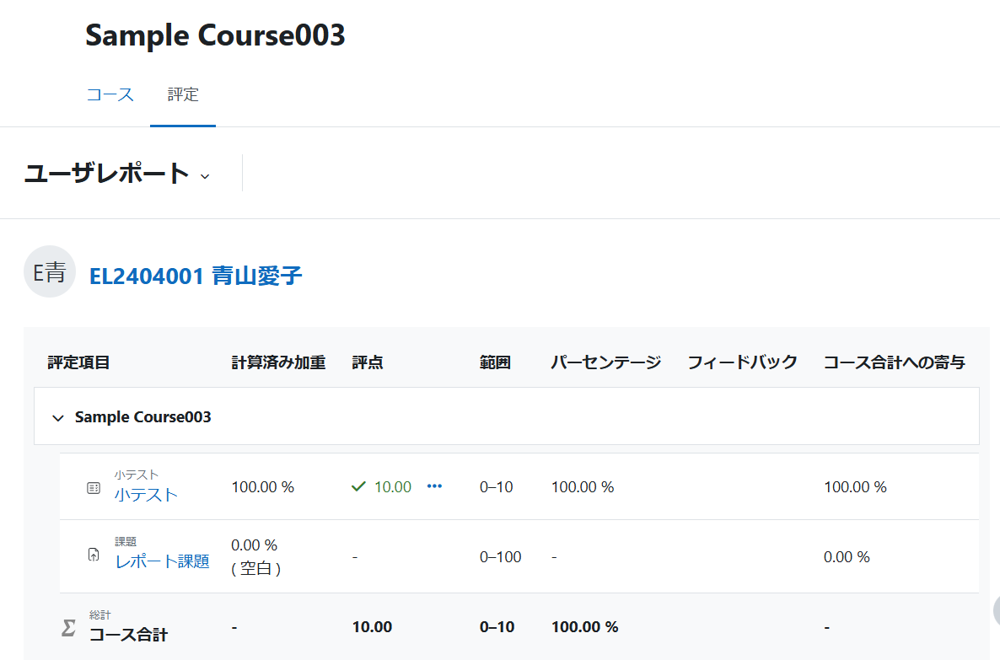 Sample Course003
コース 評定
ユーザレポート
E青 EL2404001 青山愛子
評定項目 計算済み加重 評点 範囲 パーセンテージ フィードバック コース合計への寄与
Sample Course003
小テスト
小テスト 100.00 % 10.00 ••• 0–10 100.00 % 100.00 %
課題
レポート課題 0.00 % - 0–100 - 0.00 %
( 空白 )
総計
コース合計 - 10.00 0–10 100.00 % -